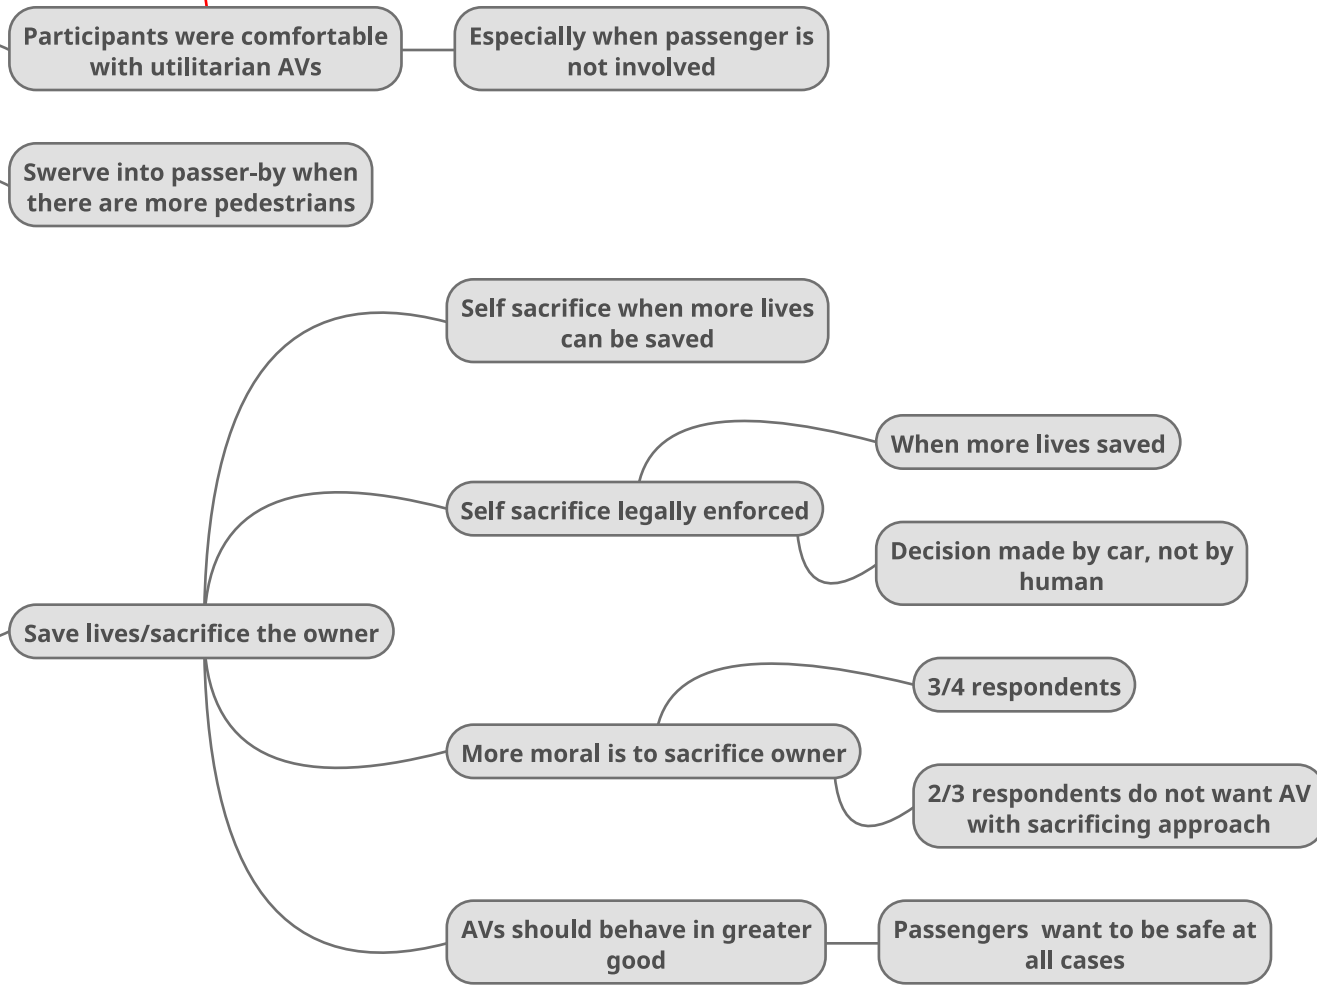 Participants were comfortable
with utilitarian AVs
Especially when passenger is
not involved
Swerve into passer-by when
there are more pedestrians
Self sacrifice when more lives
can be saved
When more lives saved
Self sacrifice legally enforced
Decision made by car, not by
human
Save lives/sacrifice the owner
3/4 respondents
More moral is to sacrifice owner
2/3 respondents do not want AV
with sacrificing approach
AVs should behave in greater
good
Passengers  want to be safe at
all cases